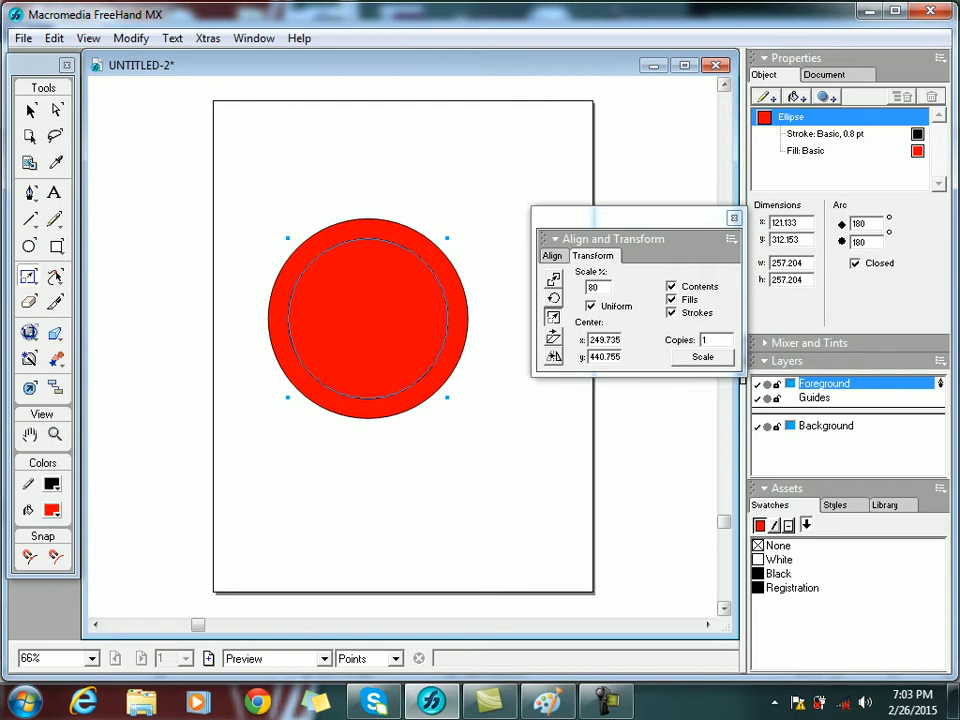 Macromedia FreeHand MX
File Edit View Modify Text Xtras Window Help
UNTITLED-2*
Tools
View
Colors
Snap
Align and Transform
Align Transform
Scale %:
80
Uniform
Center:
x: 249.735
y: 440.755
Contents
Fills
Strokes
Copies: 1
Scale
Properties
Object Document
Ellipse
Stroke: Basic, 0.8 pt
Fill: Basic
Dimensions Arc
x: 121.133 180 °
y: 312.153 180 °
w: 257.204 Closed
h: 257.204
Mixer and Tints
Layers
Foreground
Guides
Background
Assets
Swatches Styles Library
None
White
Black
Registration
66% 1 Preview Points
7:03 PM
2/26/2015